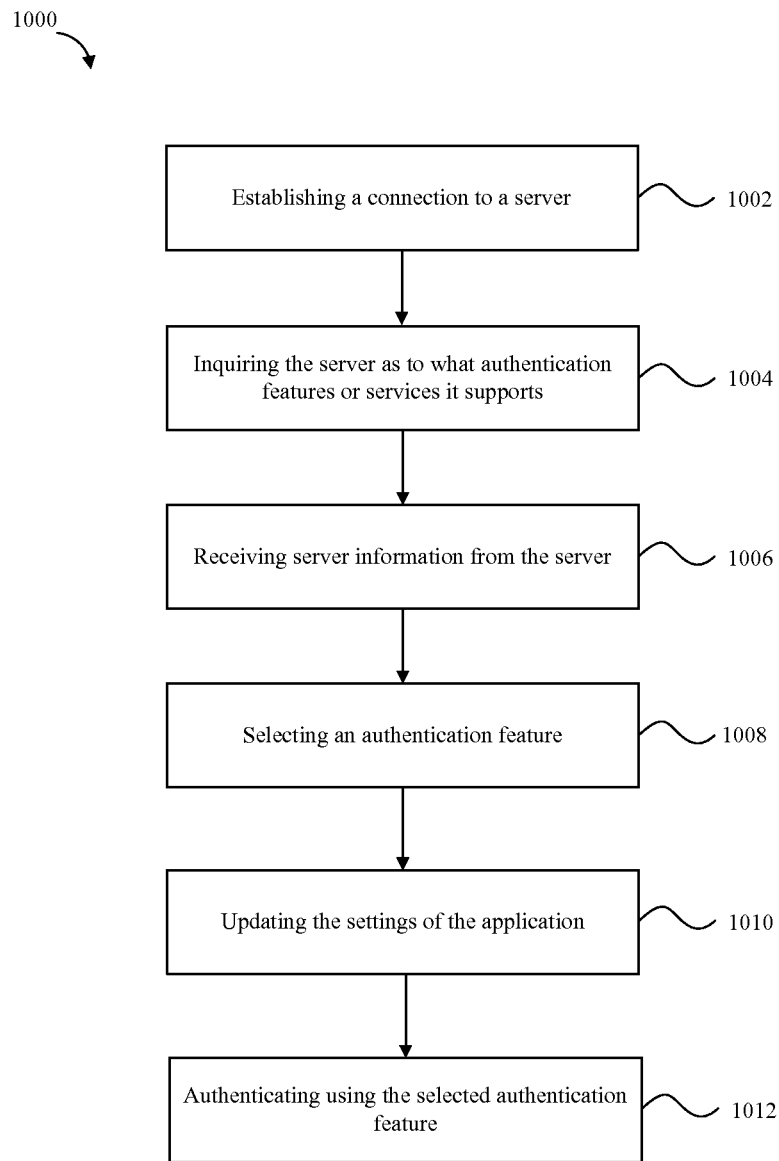 1000
Establishing a connection to a server
1002
Inquiring the server as to what authentication
features or services it supports
1004
Receiving server information from the server
1006
Selecting an authentication feature
1008
Updating the settings of the application
1010
Authenticating using the selected authentication
feature
1012